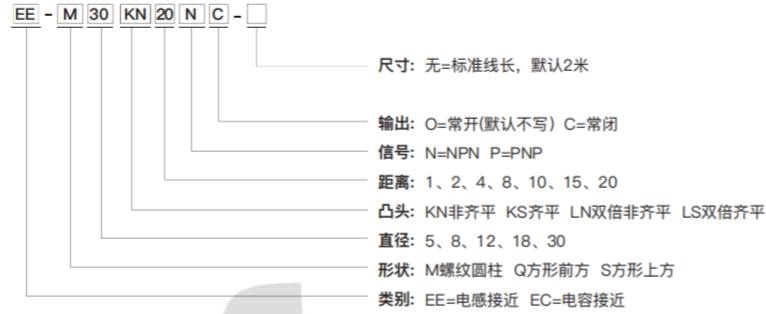 EE - M 30 KN 20 N C - □
尺寸: 无=标准线长，默认2米
输出: O=常开(默认不写) C=常闭
信号: N=NPN P=PNP
距离: 1、2、4、8、10、15、20
凸头: KN非齐平 KS齐平 LN双倍非齐平 LS双倍齐平
直径: 5、8、12、18、30
形状: M螺纹圆柱 Q方形前方 S方形上方
类别: EE=电感接近 EC=电容接近